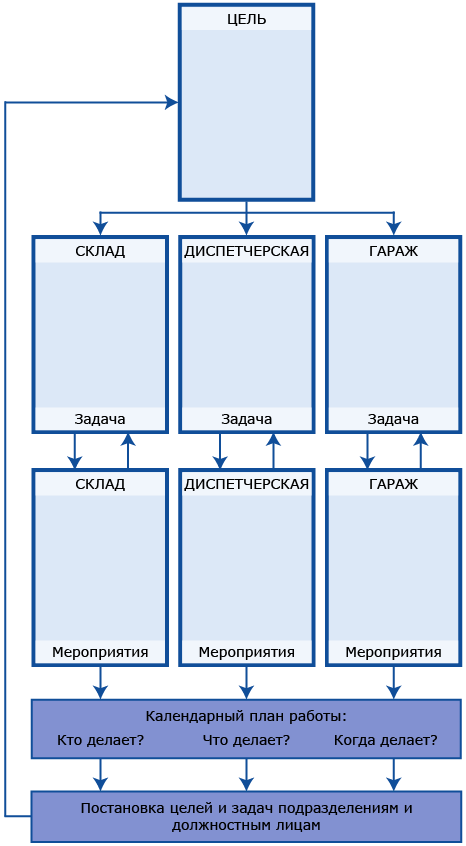 ЦЕЛЬ
СКЛАД
ДИСПЕТЧЕРСКАЯ
ГАРАЖ
Задача
Задача
Задача
СКЛАД
ДИСПЕТЧЕРСКАЯ
ГАРАЖ
Мероприятия
Мероприятия
Мероприятия
Календарный план работы:
Кто делает?
Что делает?
Когда делает?
Постановка целей и задач подразделениям и
должностным лицам